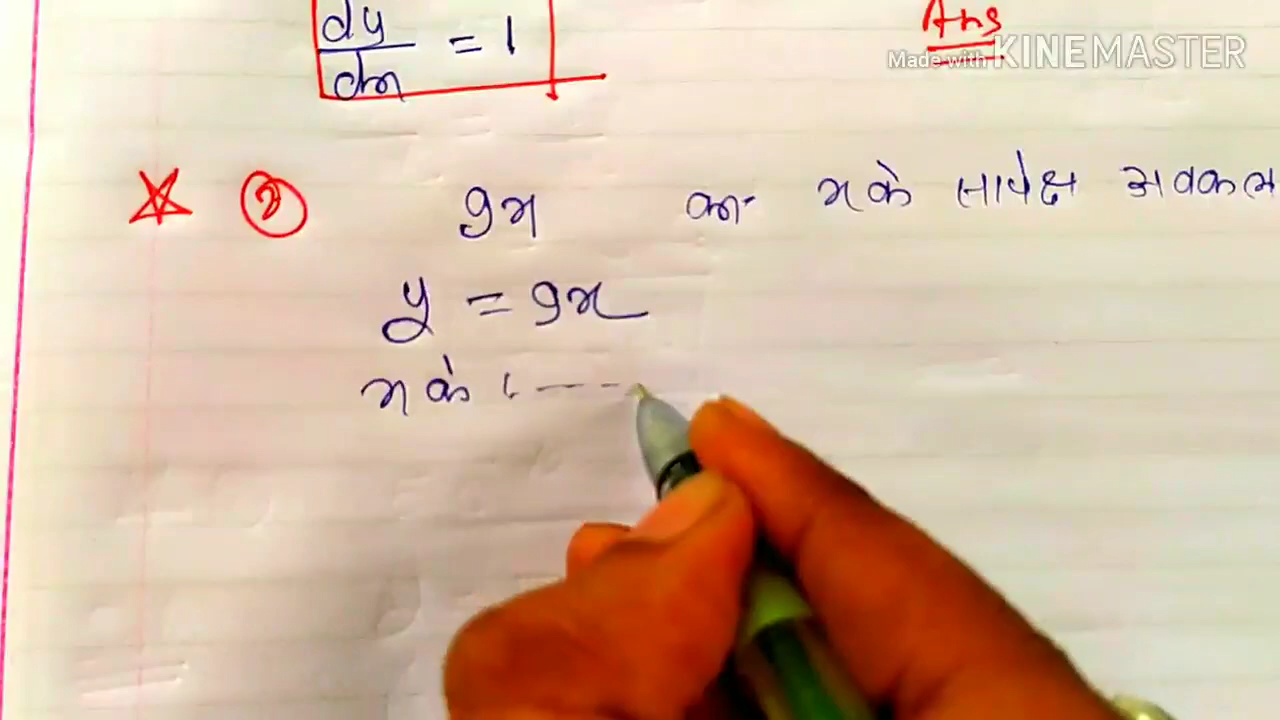 dy/dx = 1 Ans
Made with KINEMASTER
② 9x का x के सापेक्ष अवकल
y = 9x
x के